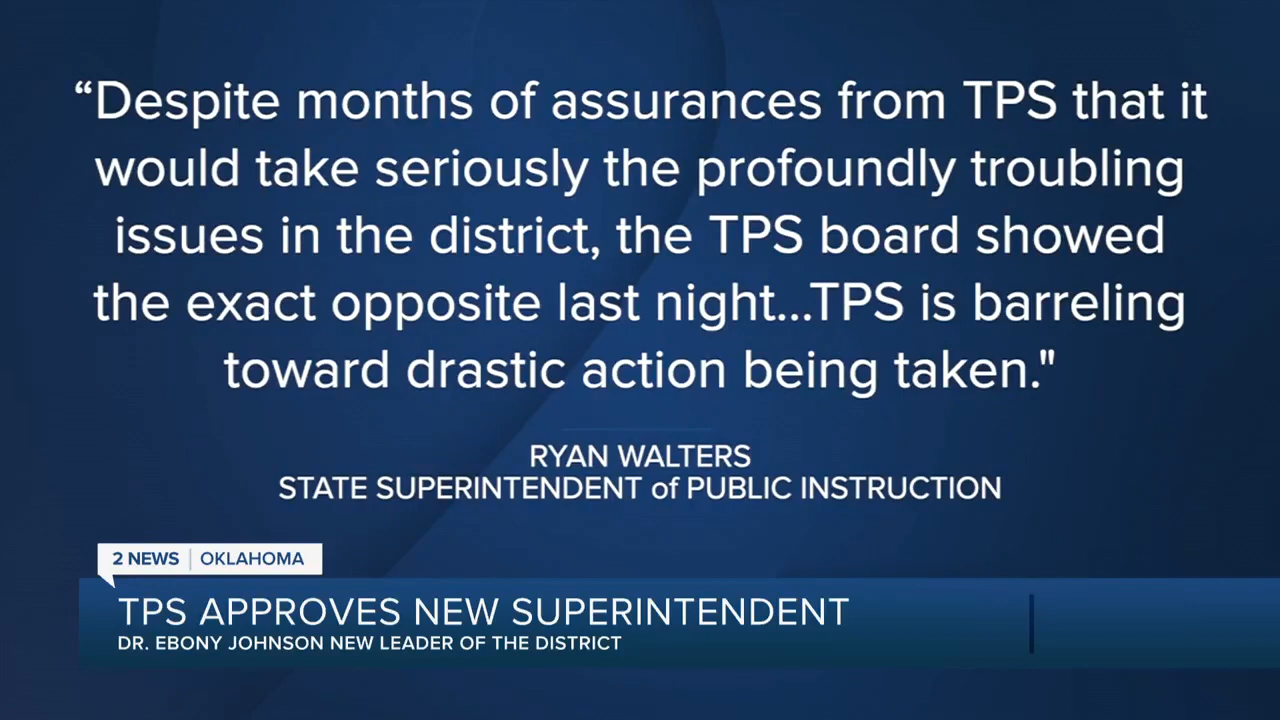 “Despite months of assurances from TPS that it
would take seriously the profoundly troubling
issues in the district, the TPS board showed
the exact opposite last night...TPS is barreling
toward drastic action being taken."
RYAN WALTERS
STATE SUPERINTENDENT of PUBLIC INSTRUCTION
2 NEWS | OKLAHOMA
TPS APPROVES NEW SUPERINTENDENT
DR. EBONY JOHNSON NEW LEADER OF THE DISTRICT